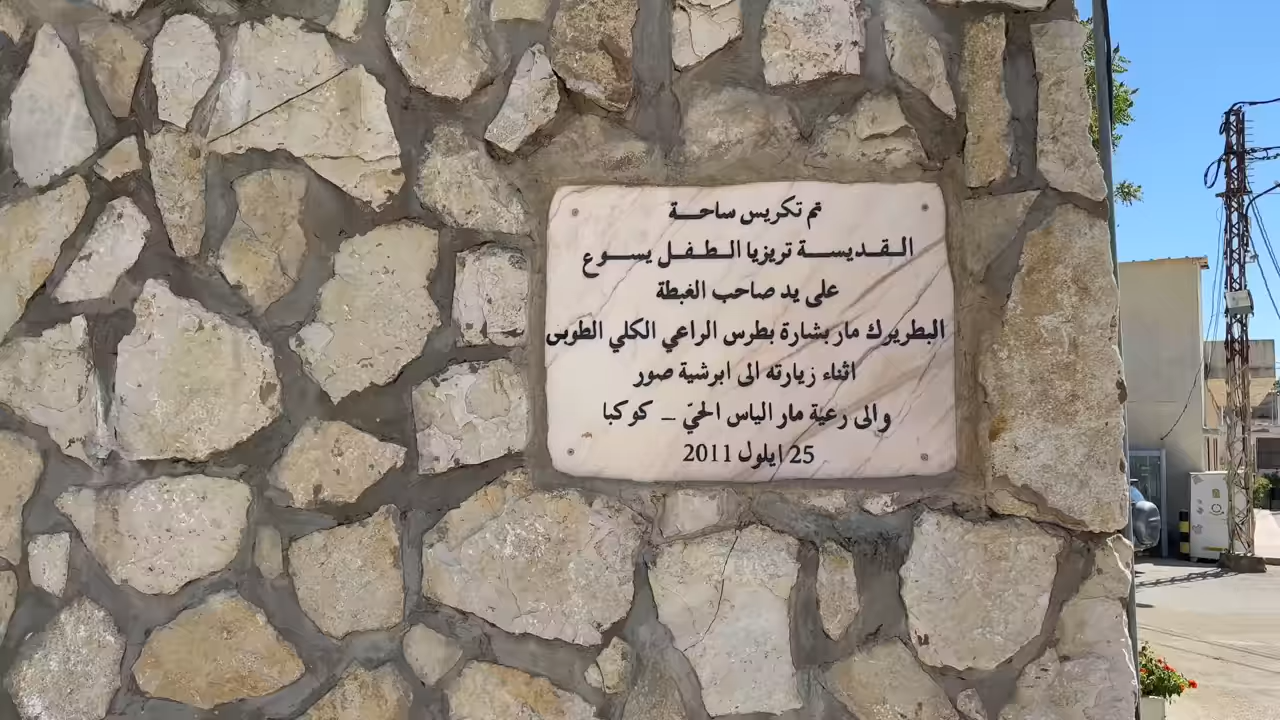 تم تكريس ساحة
القديسة تريزيا الطفل يسوع
على يد صاحب الغبطة
البطريرك مار بشارة بطرس الراعي الكلي الطوبى
اثناء زيارته الى ابرشية صور
والى رعية مار الياس الحيّ - كوكبا
25 ايلول 2011